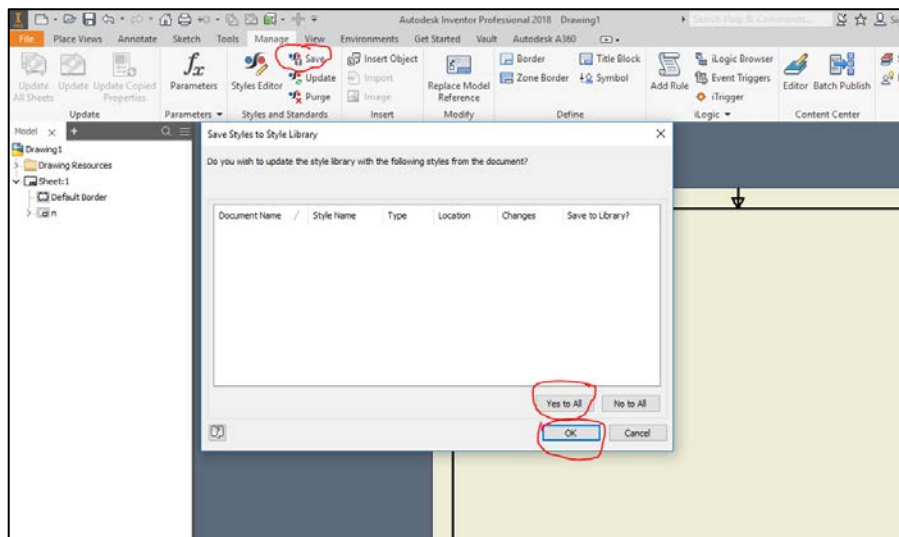 Autodesk Inventor Professional 2018 Drawing1
Search Help & Commands...
File Place Views Annotate Sketch Tools Manage View Environments Get Started Vault Autodesk A360
Update All Sheets
Update
Update Copied Properties
Update
Parameters
Parameters
Styles Editor
Save
Update
Purge
Styles and Standards
Insert Object
Import
Image
Insert
Replace Model Reference
Modify
Border
Title Block
Zone Border
Symbol
Define
Add Rule
iLogic Browser
Event Triggers
iTrigger
iLogic
Editor
Batch Publish
Content Center
Model
Drawing1
Drawing Resources
Sheet:1
Default Border
n
Save Styles to Style Library
Do you wish to update the style library with the following styles from the document?
Document Name / Style Name Type Location Changes Save to Library?
Yes to All No to All
OK Cancel